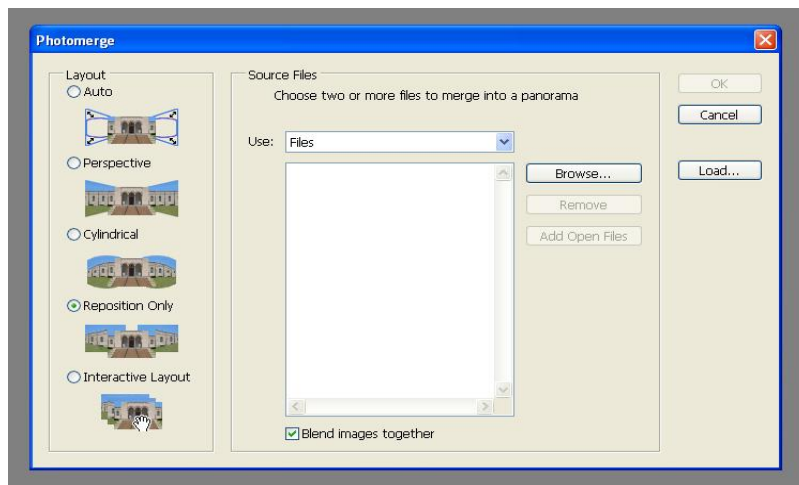 Photomerge
Layout
Auto
Perspective
Cylindrical
Reposition Only
Interactive Layout
Source Files
Choose two or more files to merge into a panorama
Use: Files
Browse...
Remove
Add Open Files
Blend images together
OK
Cancel
Load...